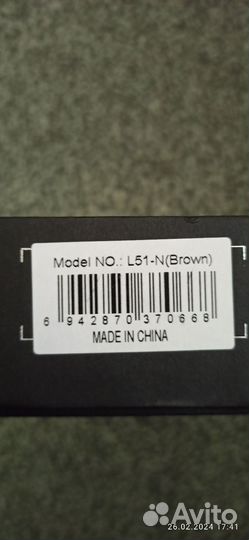 Model NO.: L51-N(Brown)
6 942870 370668
MADE IN CHINA
Avito
26.02.2024 17:41